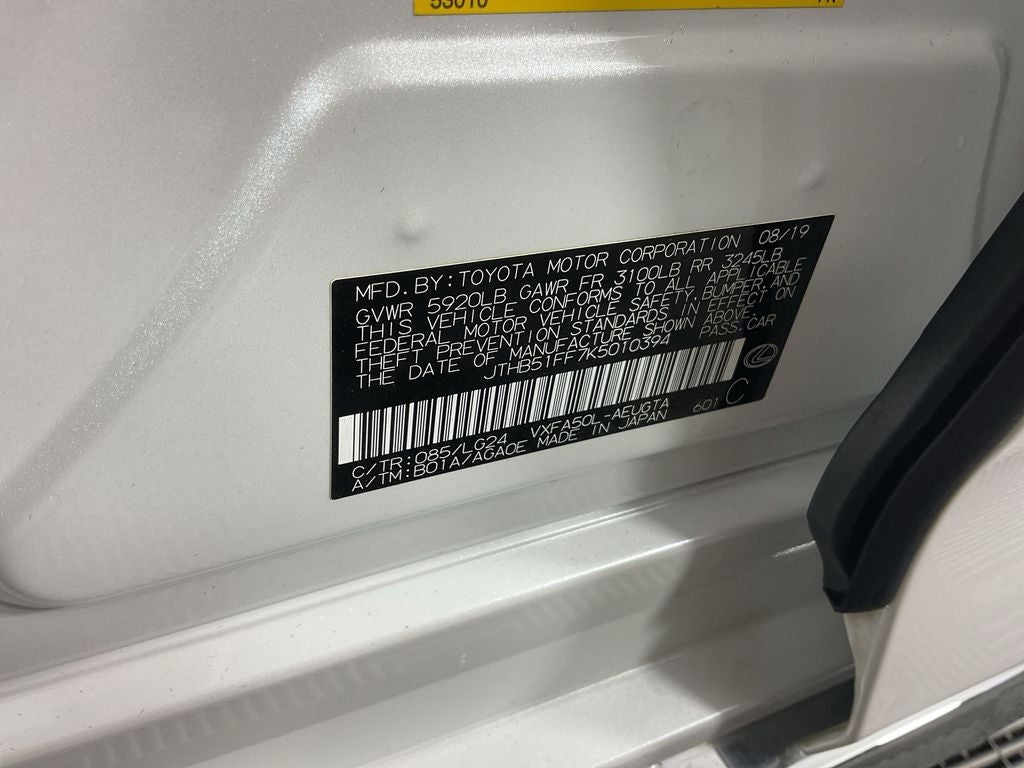 53010
MFD.BY:TOYOTA MOTOR CORPORATION 08/19
GVWR 5920LB GAWR FR 3100LB RR 3245LB
THIS VEHICLE CONFORMS TO ALL APPLICABLE
FEDERAL MOTOR VEHICLE SAFETY,BUMPER,AND
THEFT PREVENTION STANDARDS IN EFFECT ON
THE DATE OF MANUFACTURE SHOWN ABOVE.
JTHB51FF7K5010394 PASS.CAR
C/TR:085/LG24 VXFA50L-AEUGTA 601 C
A/TM:B01A/AGA0E MADE IN JAPAN